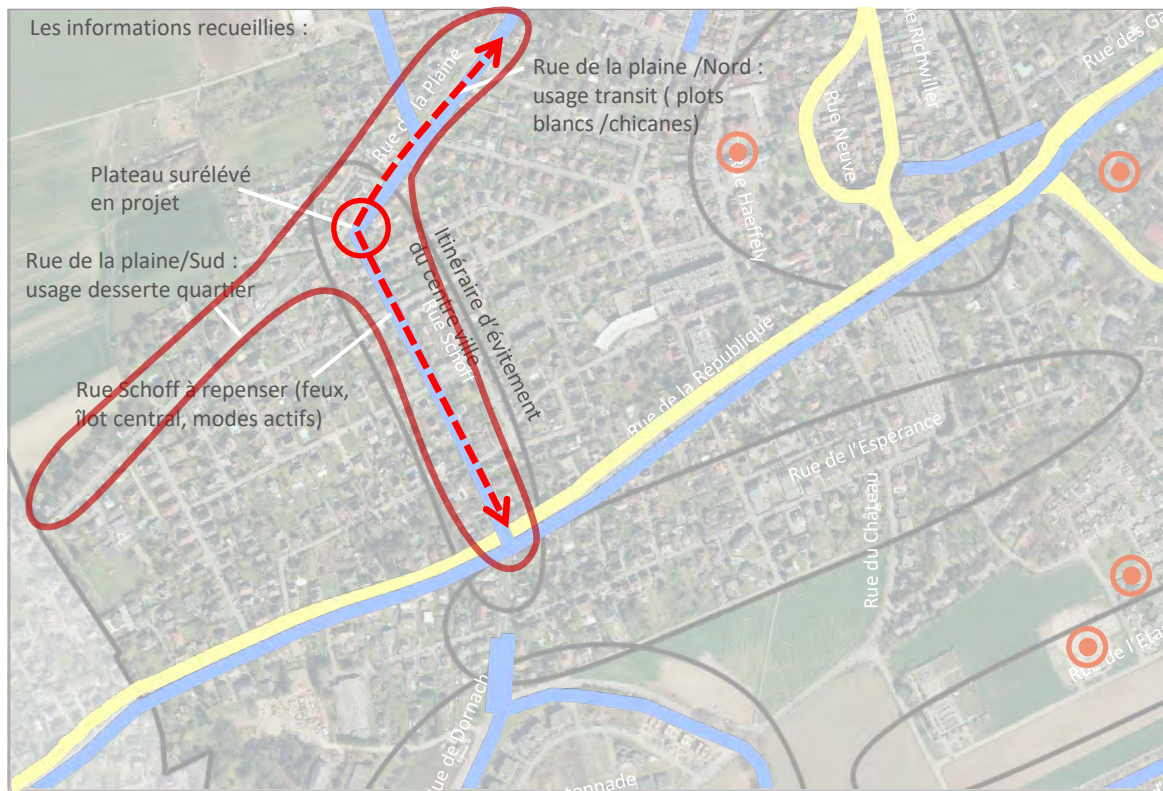 Les informations recueillies :
Rue de la plaine /Nord :
usage transit ( plots
blancs /chicanes)
Rue de la Plaine
Plateau surélevé
en projet
Rue de la plaine/Sud :
usage desserte quartier
Rue Schoff à repenser (feux,
îlot central, modes actifs)
Rue Schoff
Itinéraire d'évitement
du centre ville
Rue Neuve
Richwiller
Rue des Ga
Haeffely
Rue de la République
Rue de l'Espérance
Rue du Château
Rue de l'Eta
Rue de Dornach
tonnade